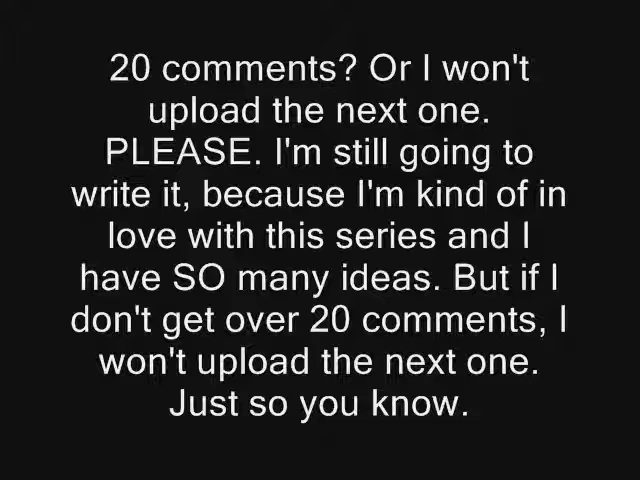 20 comments? Or I won't
upload the next one.
PLEASE. I'm still going to
write it, because I'm kind of in
love with this series and I
have SO many ideas. But if I
don't get over 20 comments, I
won't upload the next one.
Just so you know.